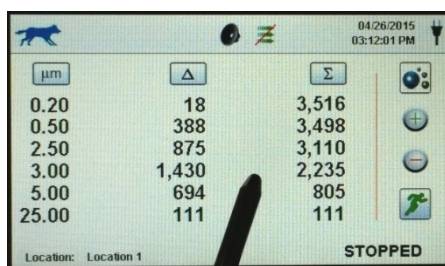 04/26/2015
03:12:01 PM
µm Δ Σ
0.20 18 3,516
0.50 388 3,498
2.50 875 3,110
3.00 1,430 2,235
5.00 694 805
25.00 111 111
Location: Location 1 STOPPED